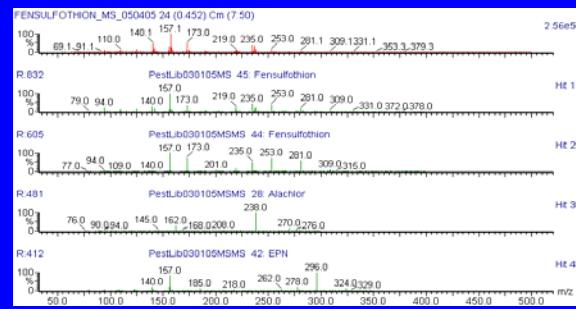 FENSULFOTHION_MS_050405 24 (0.452) Cm (7.50)
2.56e5
100 % 0
69.1 91.1 110.0 140.1 157.1 173.0 219.0 235.0 253.0 281.1 309.1 331.1 353.3 379.3
R:832 PestLib030105MSMS 45: Fensulfothion Hit 1
100 % 0
79.0 94.0 140.0 157.0 173.0 219.0 235.0 253.0 281.0 309.0 331.0 372.0 378.0
R:605 PestLib030105MSMS 44: Fensulfothion Hit 2
100 % 0
77.0 94.0 109.0 140.0 157.0 173.0 201.0 235.0 253.0 281.0 309.0 315.0
R:481 PestLib030105MSMS 28: Alachlor Hit 3
100 % 0
76.0 90.0 94.0 145.0 162.0 168.0 208.0 238.0 270.0 276.0
R:412 PestLib030105MSMS 42: EPN Hit 4
100 % 0
140.0 157.0 185.0 218.0 262.0 278.0 296.0 324.0 329.0
50.0 100.0 150.0 200.0 250.0 300.0 350.0 400.0 450.0 500.0 m/z